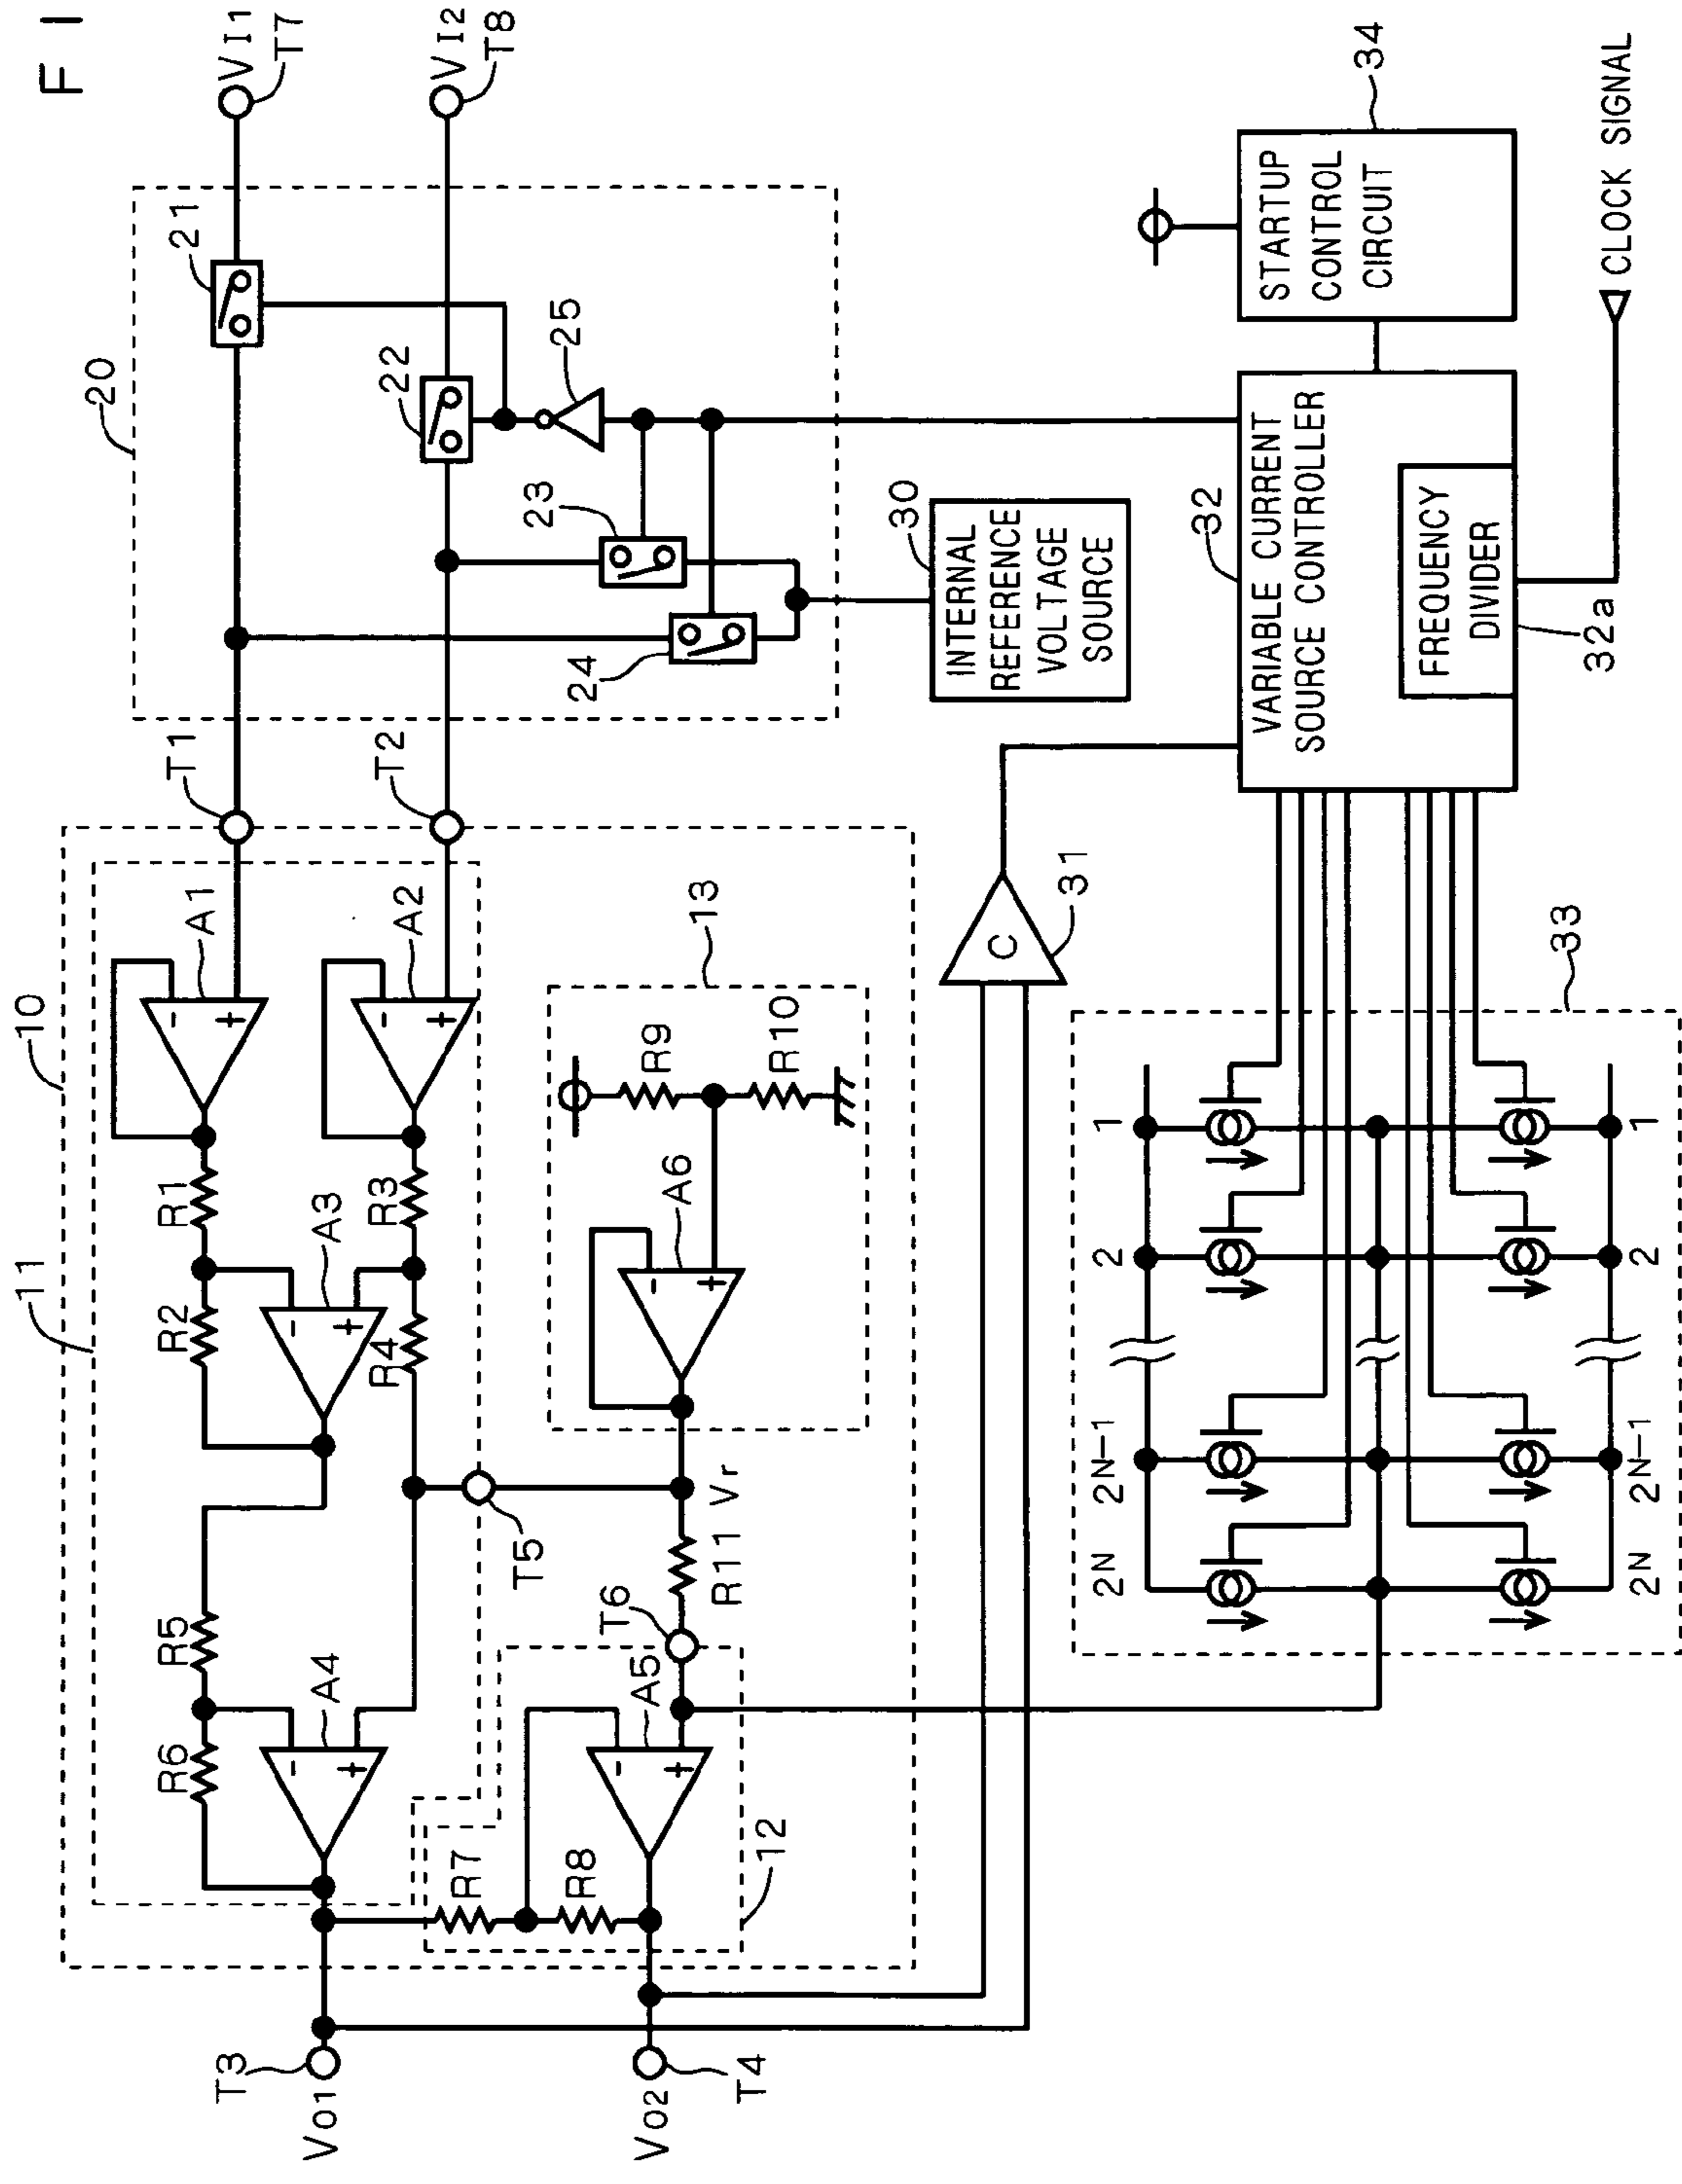 F I
10
11
20
T3
VO1
R6
R5
R2
R1
A1
T1
21
VI1
T7
A4
A3
R4
R3
A2
T2
22
VI2
T8
-
+
-
+
-
+
-
+
R7
R8
T5
23
25
24
VO2
T4
12
A5
-
+
T6
R11
Vr
A6
-
+
R9
R10
13
30
INTERNAL
REFERENCE
VOLTAGE
SOURCE
C
31
32
VARIABLE CURRENT
SOURCE CONTROLLER
FREQUENCY
DIVIDER
32a
STARTUP
CONTROL
CIRCUIT
34
CLOCK SIGNAL
33
2N
2N-1
2
1
2N
2N-1
2
1